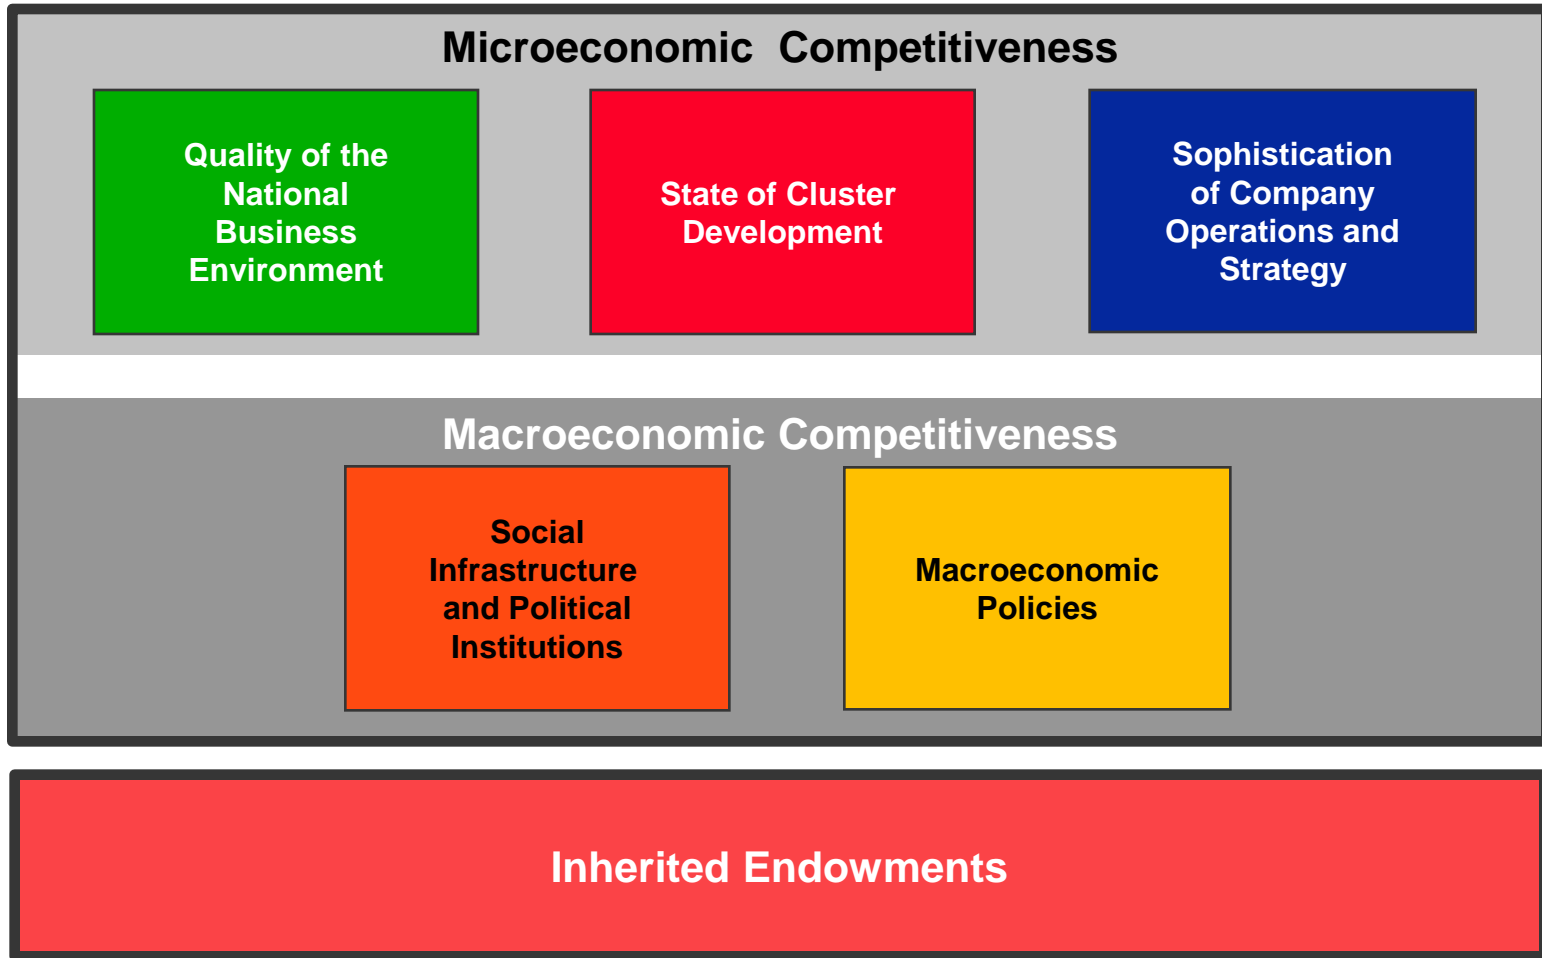 Microeconomic Competitiveness
Quality of the
National
Business
Environment
State of Cluster
Development
Sophistication
of Company
Operations and
Strategy
Macroeconomic Competitiveness
Social
Infrastructure
and Political
Institutions
Macroeconomic
Policies
Inherited Endowments